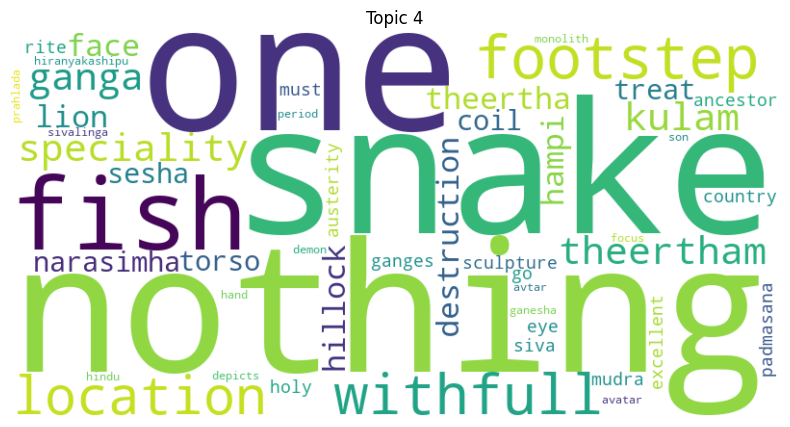 Topic 4
one
footstep
monolith
rite
face
hiranyakashipu
ganga
prahlada
lion
sivalinga
must
period
theertha
treat
ancestor
coil
hampi
kulam
son
speciality
sesha
snake
country
fish
austerity
destruction
narasimha
torso
demon
ganges
sculpture
focus
theertham
nothing
hand
hillock
go
avtar
ganesha
eye
siva
excellent
padmasana
location
hindu
depicts
holy
withfull
mudra
avatar